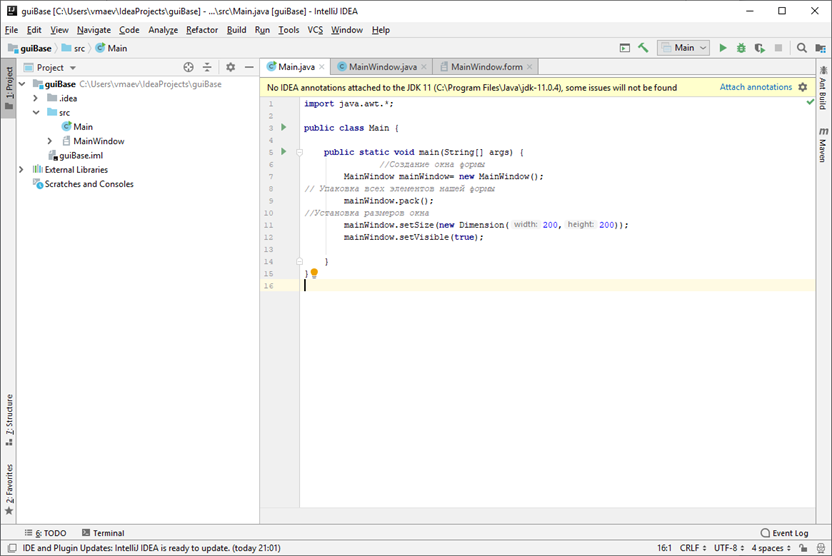 guiBase [C:\Users\vmaev\IdeaProjects\guiBase] - ...\src\Main.java [guiBase] - IntelliJ IDEA
File Edit View Navigate Code Analyze Refactor Build Run Tools VCS Window Help
guiBase src Main
Main
1: Project
Project
Main.java MainWindow.java MainWindow.form
guiBase C:\Users\vmaev\IdeaProjects\guiBase
.idea
src
Main
MainWindow
guiBase.iml
External Libraries
Scratches and Consoles
No IDEA annotations attached to the JDK 11 (C:\Program Files\Java\jdk-11.0.4), some issues will not be found Attach annotations
1 import java.awt.*;
2
3 public class Main {
4
5 public static void main(String[] args) {
6 //Создание окна формы
7 MainWindow mainWindow= new MainWindow();
8 // Упаковка всех элементов нашей формы
9 mainWindow.pack();
10 //Установка размеров окна
11 mainWindow.setSize(new Dimension( width: 200, height: 200));
12 mainWindow.setVisible(true);
13
14 }
15 }
16
Ant Build
Maven
7: Structure
2: Favorites
6: TODO Terminal Event Log
IDE and Plugin Updates: IntelliJ IDEA is ready to update. (today 21:01) 16:1 CRLF UTF-8 4 spaces